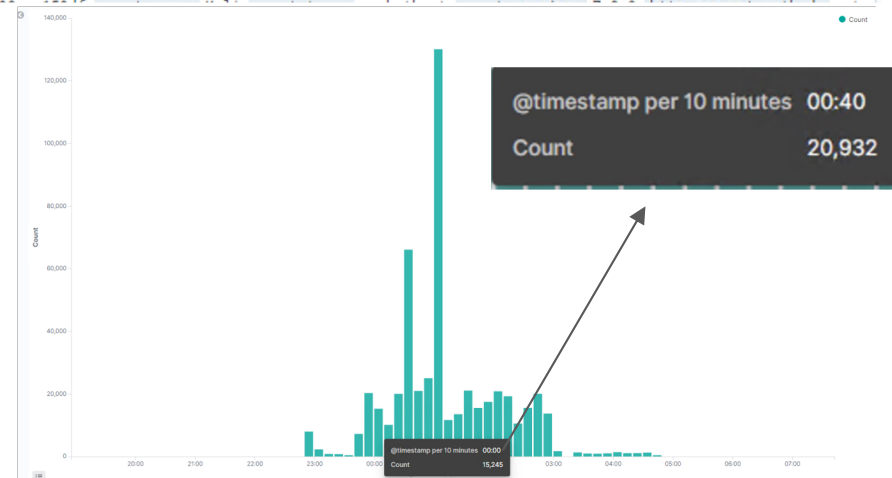 140,000
Count
120,000
@timestamp per 10 minutes 00:40
Count 20,932
100,000
80,000
Count
60,000
40,000
20,000
0
@timestamp per 10 minutes 00:00
Count 15,245
20:00 21:00 22:00 23:00 00:00 03:00 04:00 05:00 06:00 07:00